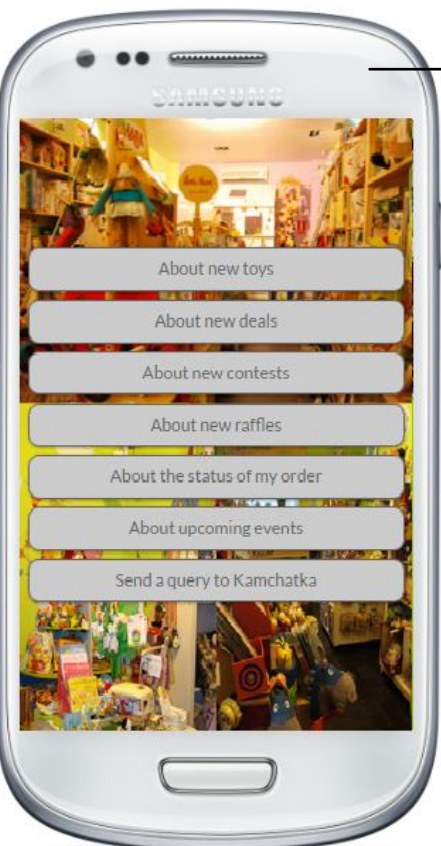 SAMSUNG
About new toys
About new deals
About new contests
About new raffles
About the status of my order
About upcoming events
Send a query to Kamchatka